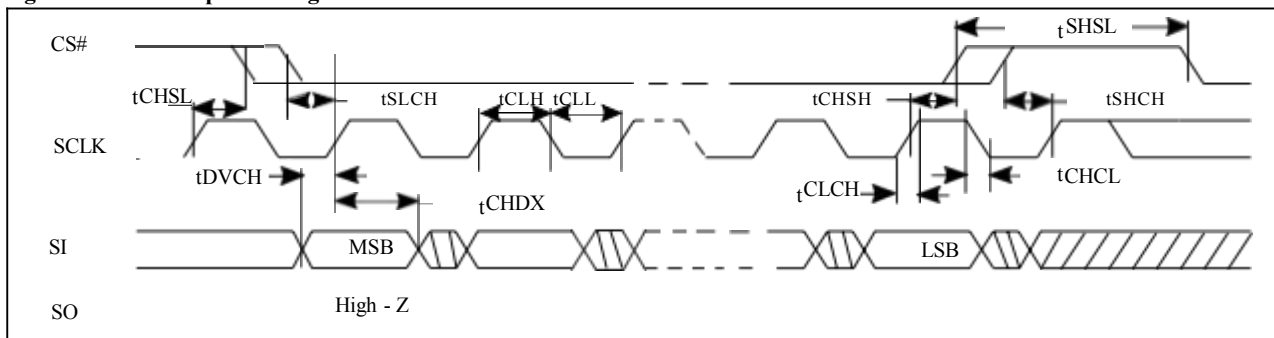 CS#
tSHSL
tCHSL
tSLCH
tCLH
tCLL
tCHSH
tSHCH
SCLK
tDVCH
tCHDX
tCLCH
tCHCL
SI
MSB
LSB
SO
High - Z